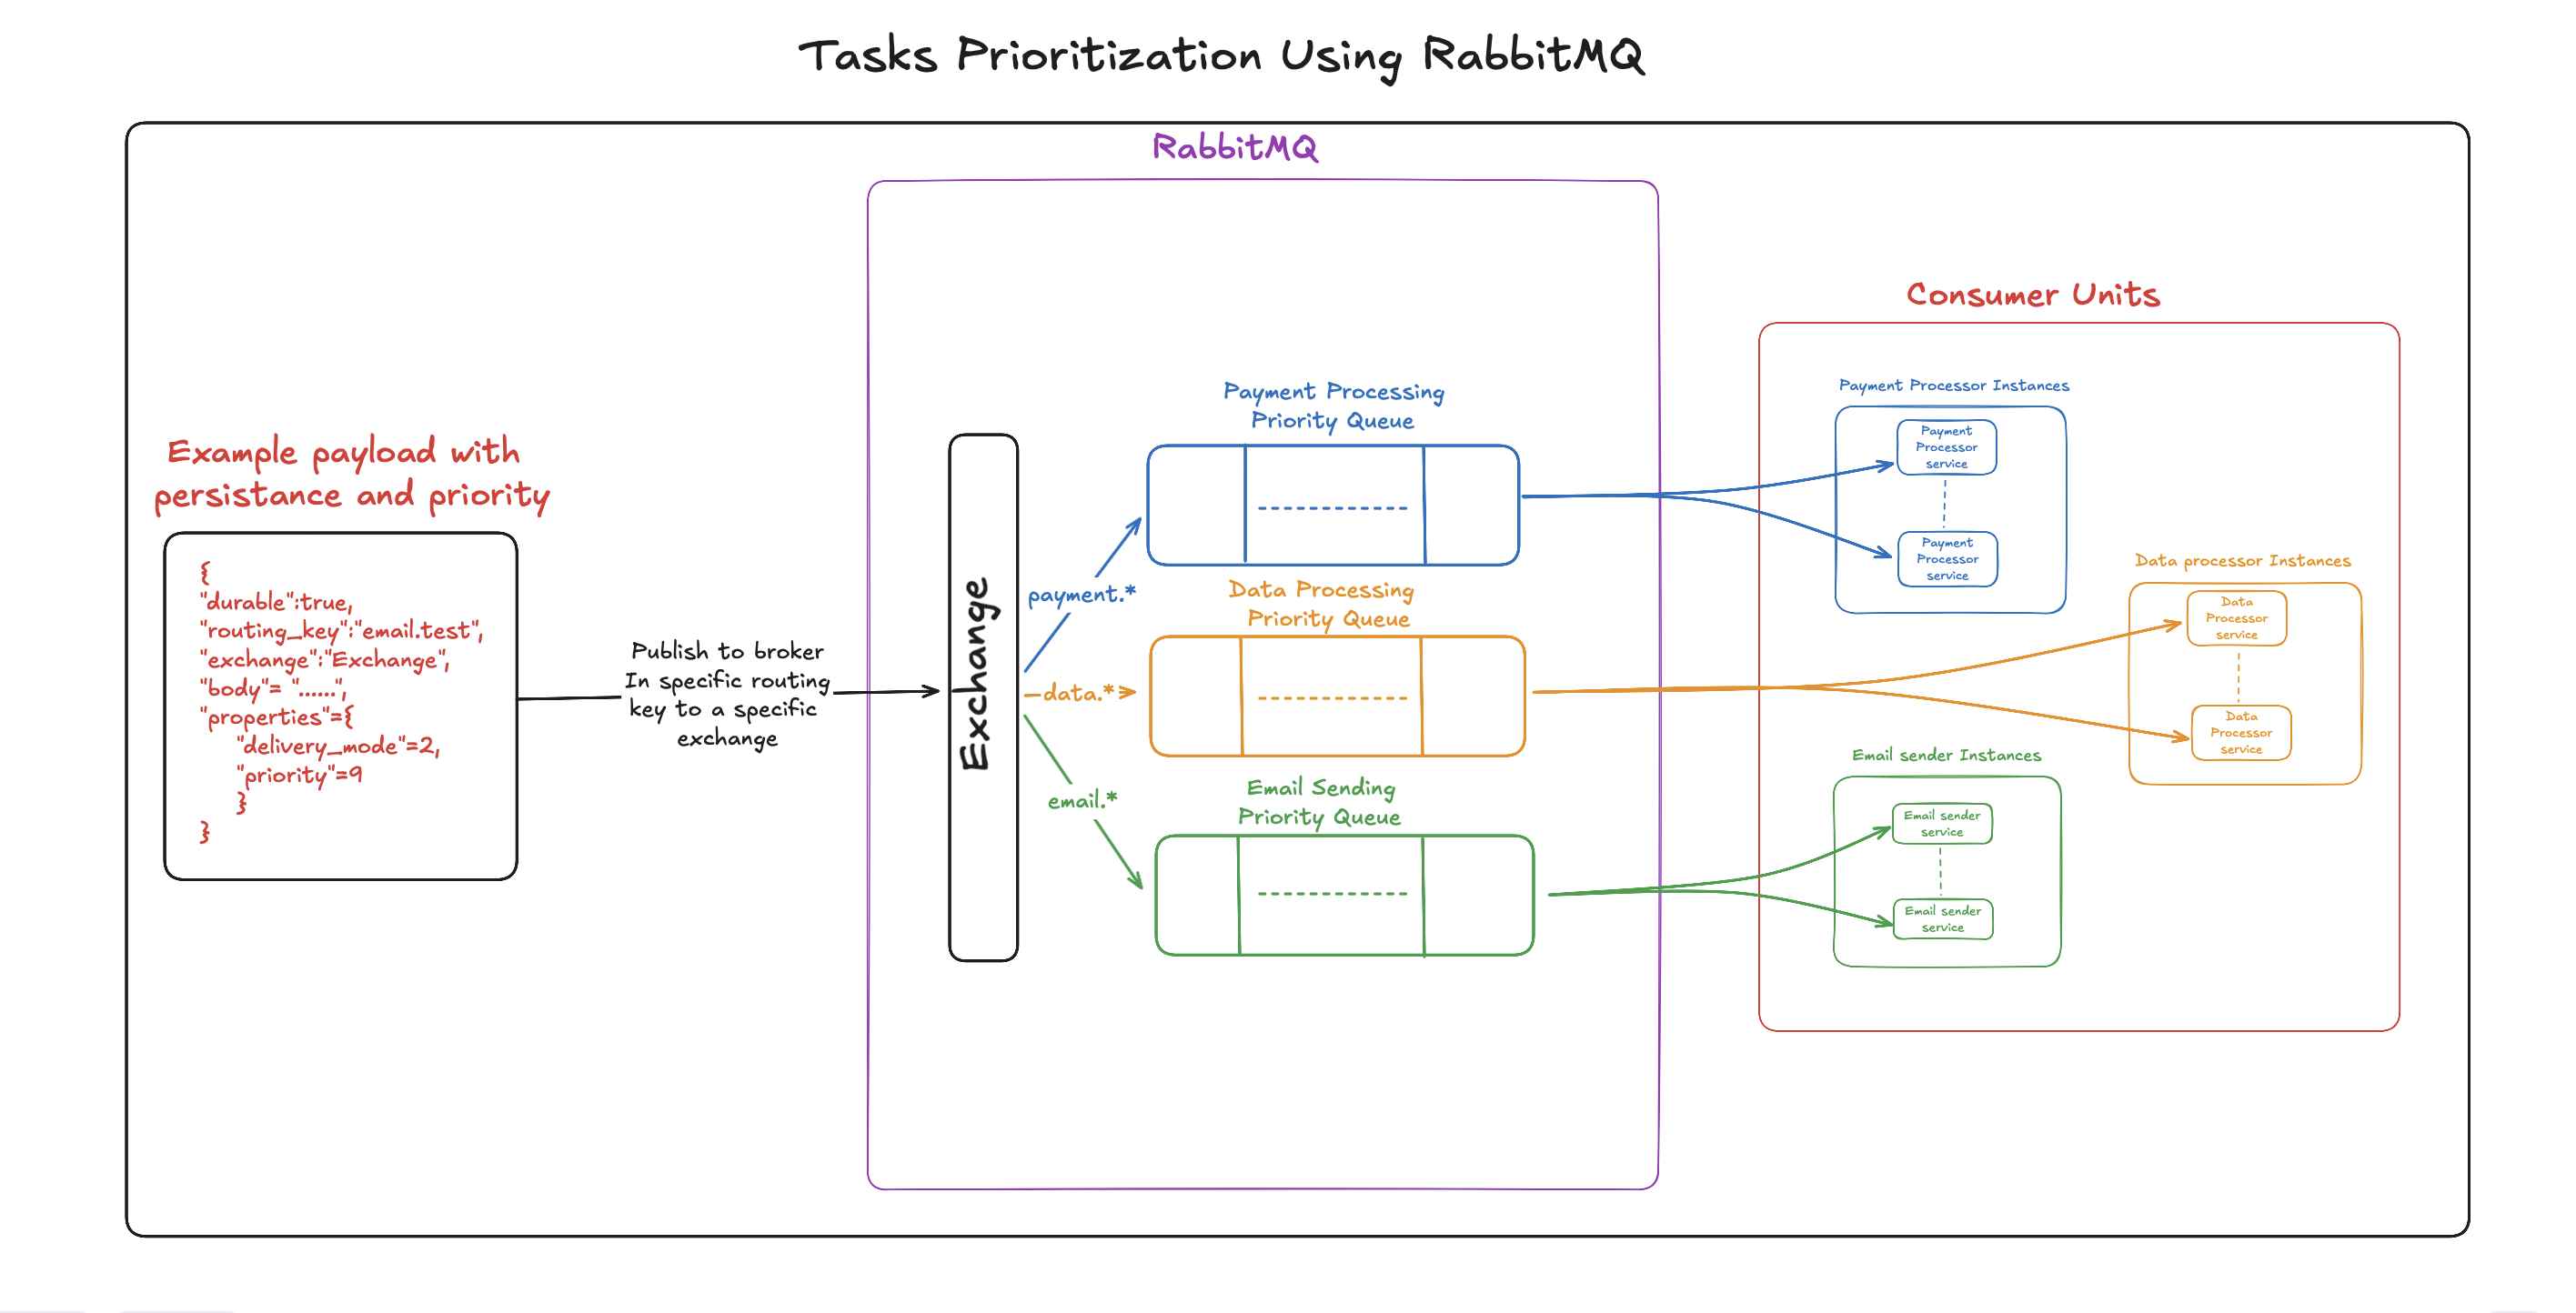 Tasks Prioritization Using RabbitMQ
RabbitMQ
Example payload with
persistance and priority
{
"durable":true,
"routing_key":"email.test",
"exchange":"Exchange",
"body"= "......",
"properties"={
"delivery_mode"=2,
"priority"=9
}
}
Publish to broker
In specific routing
key to a specific
exchange
Exchange
payment.*
data.*
email.*
Payment Processing
Priority Queue
Data Processing
Priority Queue
Email Sending
Priority Queue
Consumer Units
Payment Processor Instances
Payment
Processor
service
Payment
Processor
service
Data processor Instances
Data
Processor
service
Data
Processor
service
Email sender Instances
Email sender
service
Email sender
service